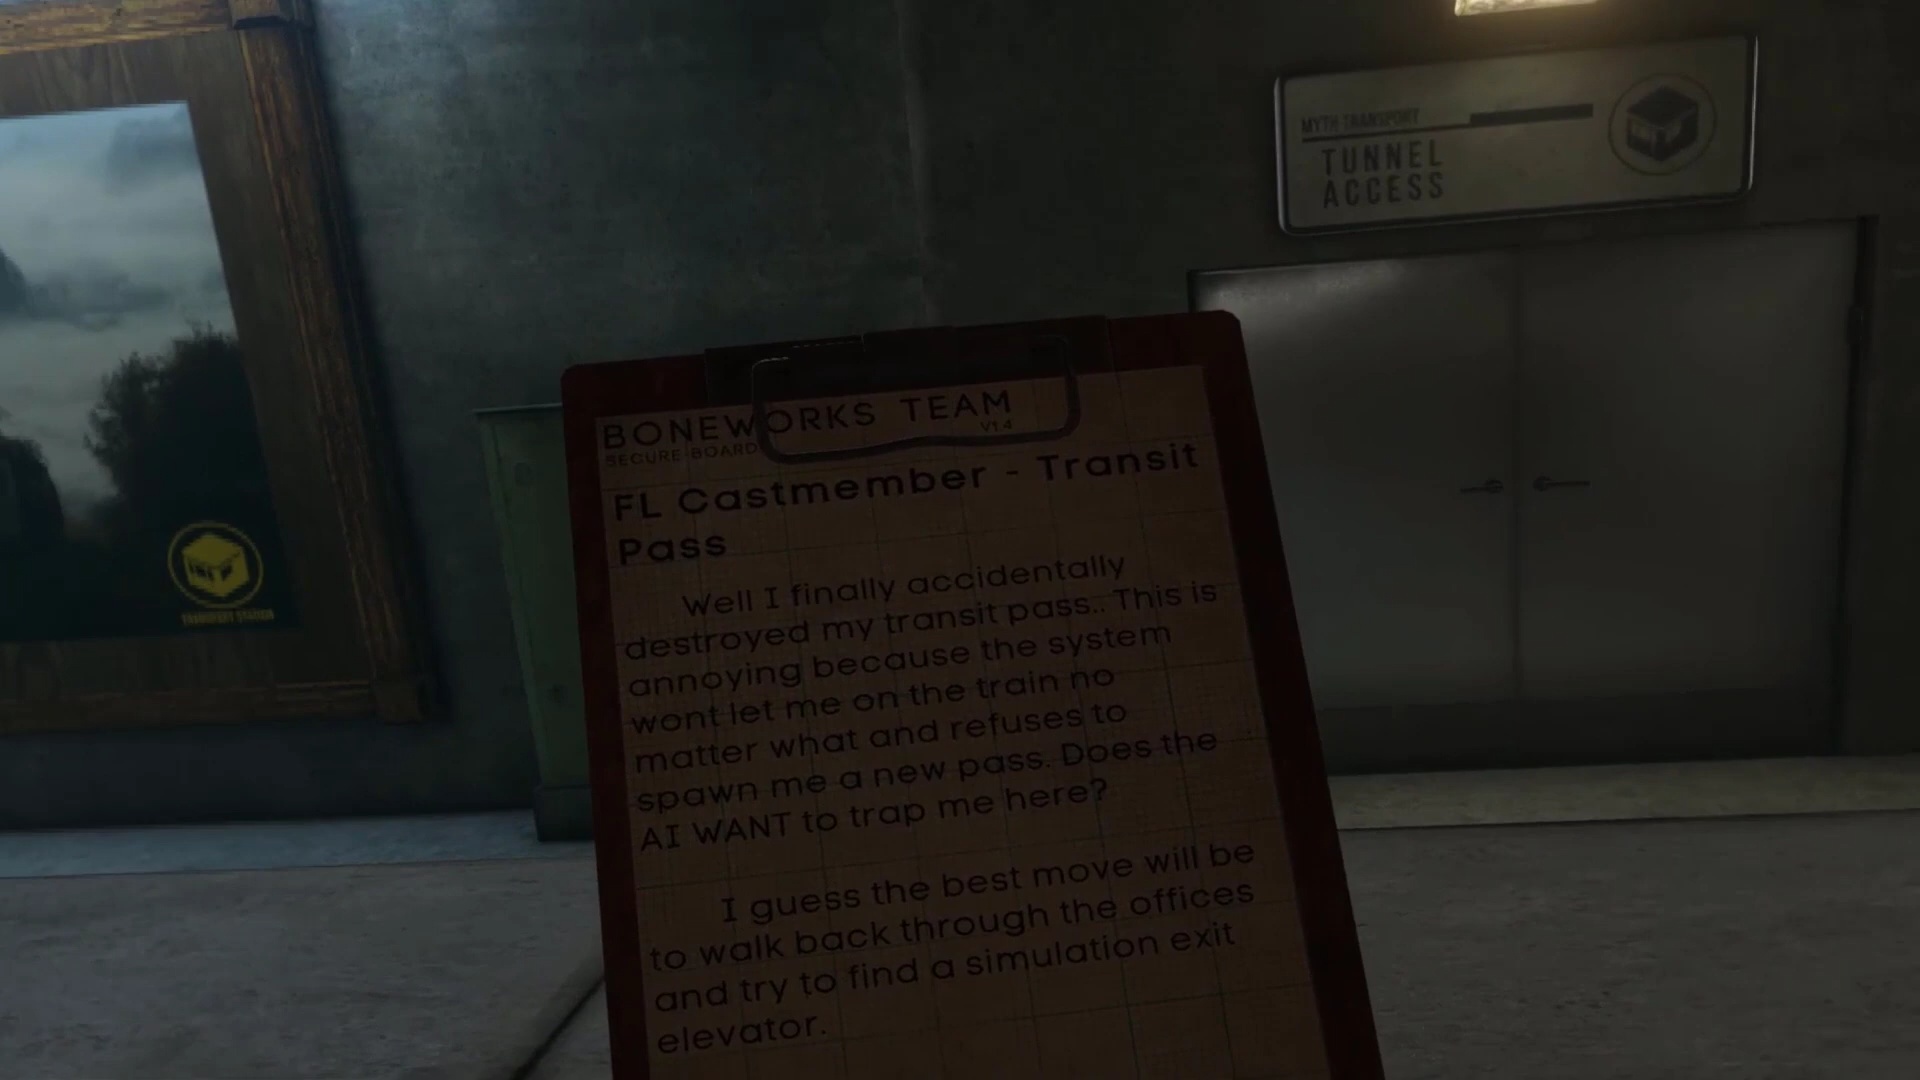 MYTH TRANSPORT
TUNNEL
ACCESS
BONEWORKS TEAM
V1.4
SECURE-BOARD
FL Castmember - Transit
Pass
Well I finally accidentally
destroyed my transit pass.. This is
annoying because the system
wont let me on the train no
matter what and refuses to
spawn me a new pass. Does the
AI WANT to trap me here?
I guess the best move will be
to walk back through the offices
and try to find a simulation exit
elevator.